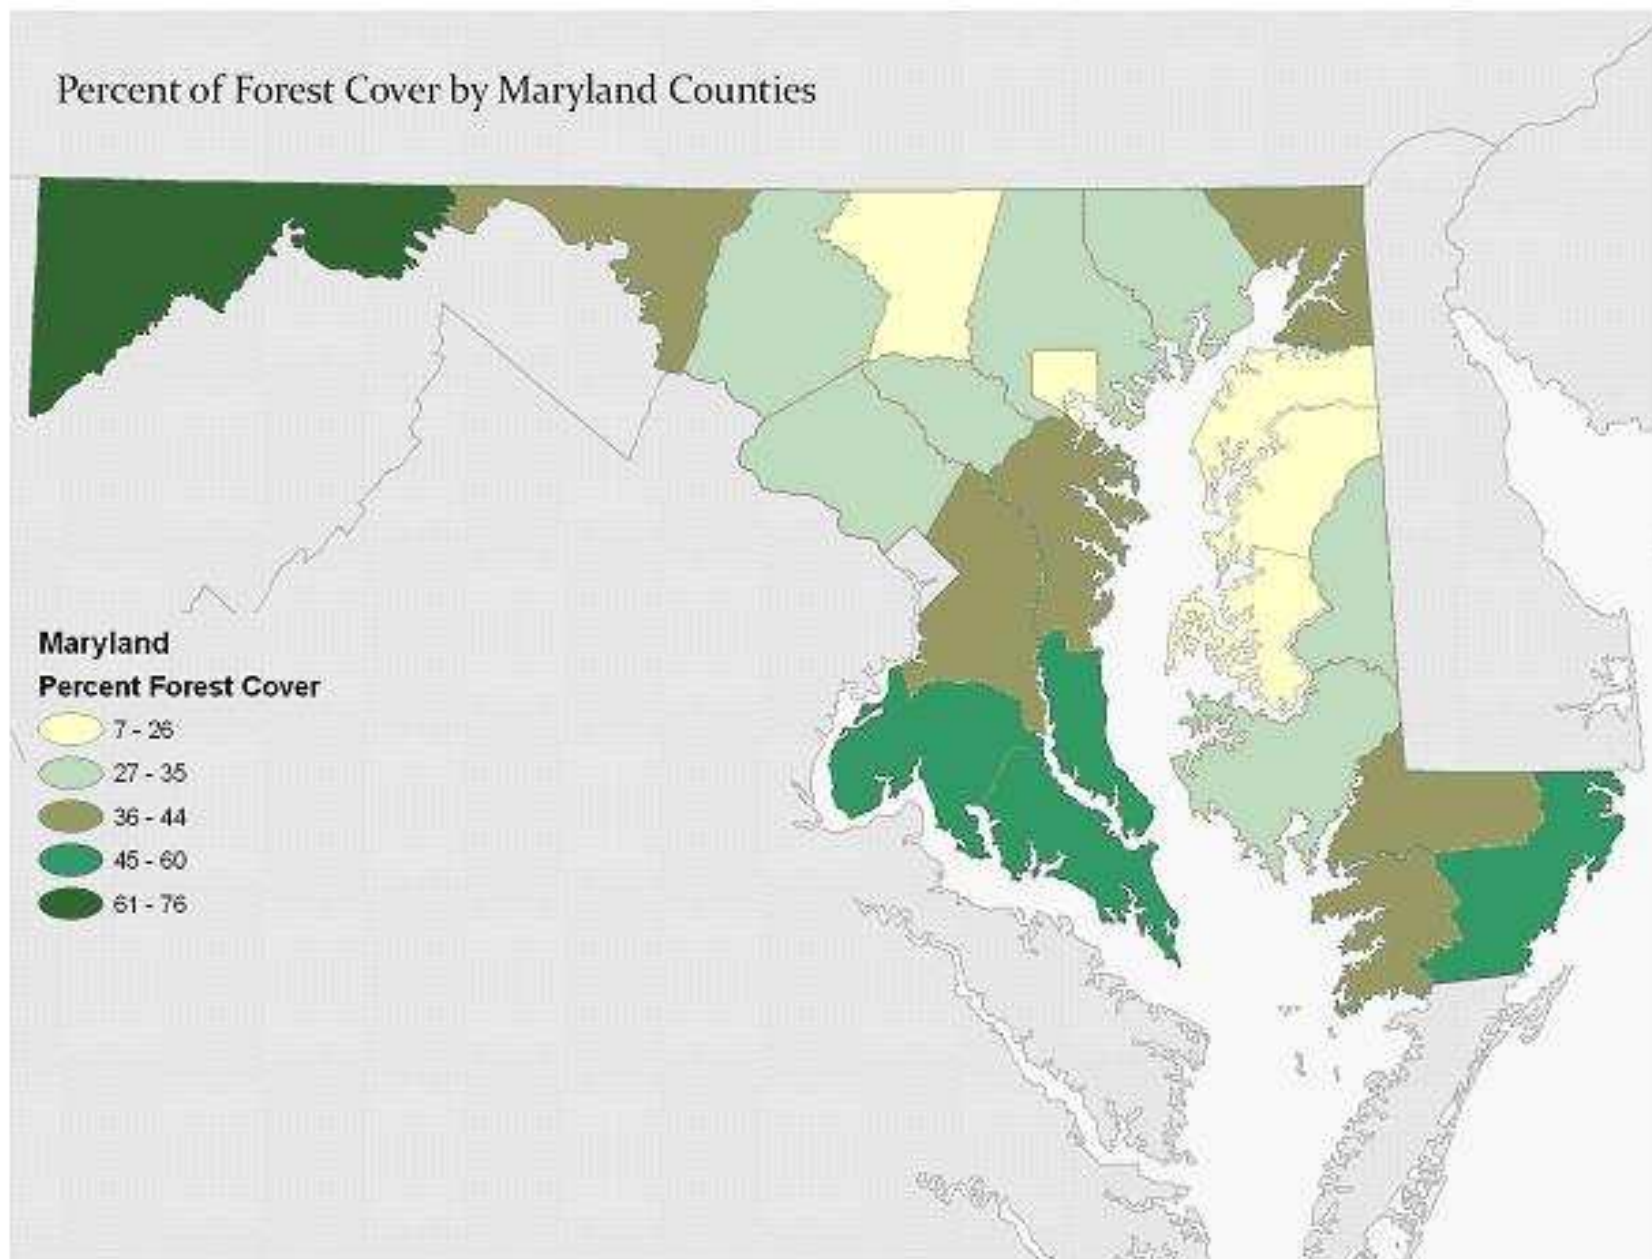 Percent of Forest Cover by Maryland Counties
Maryland
Percent Forest Cover
7 - 26
27 - 35
36 - 44
45 - 60
61 - 76